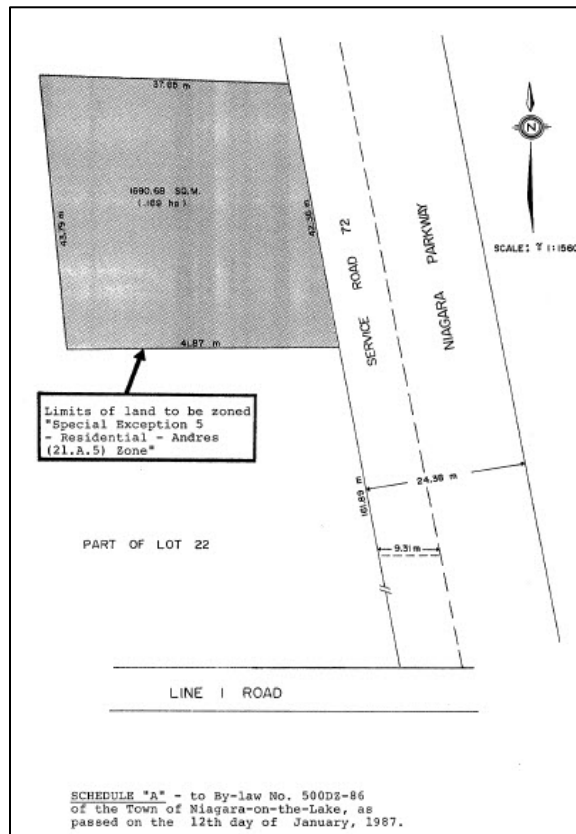 37.85 m
N
1690.68 SQ.M.
(.169 ha)
43.79 m
42.36 m
SERVICE ROAD 72
NIAGARA PARKWAY
SCALE: 1:1560
41.87 m
Limits of land to be zoned
"Special Exception 5
- Residential - Andres
(21.A.5) Zone"
24.38 m
161.89 m
9.31 m
PART OF LOT 22
LINE 1 ROAD
SCHEDULE "A" - to By-law No. 500DZ-86
of the Town of Niagara-on-the-Lake, as
passed on the 12th day of January, 1987.